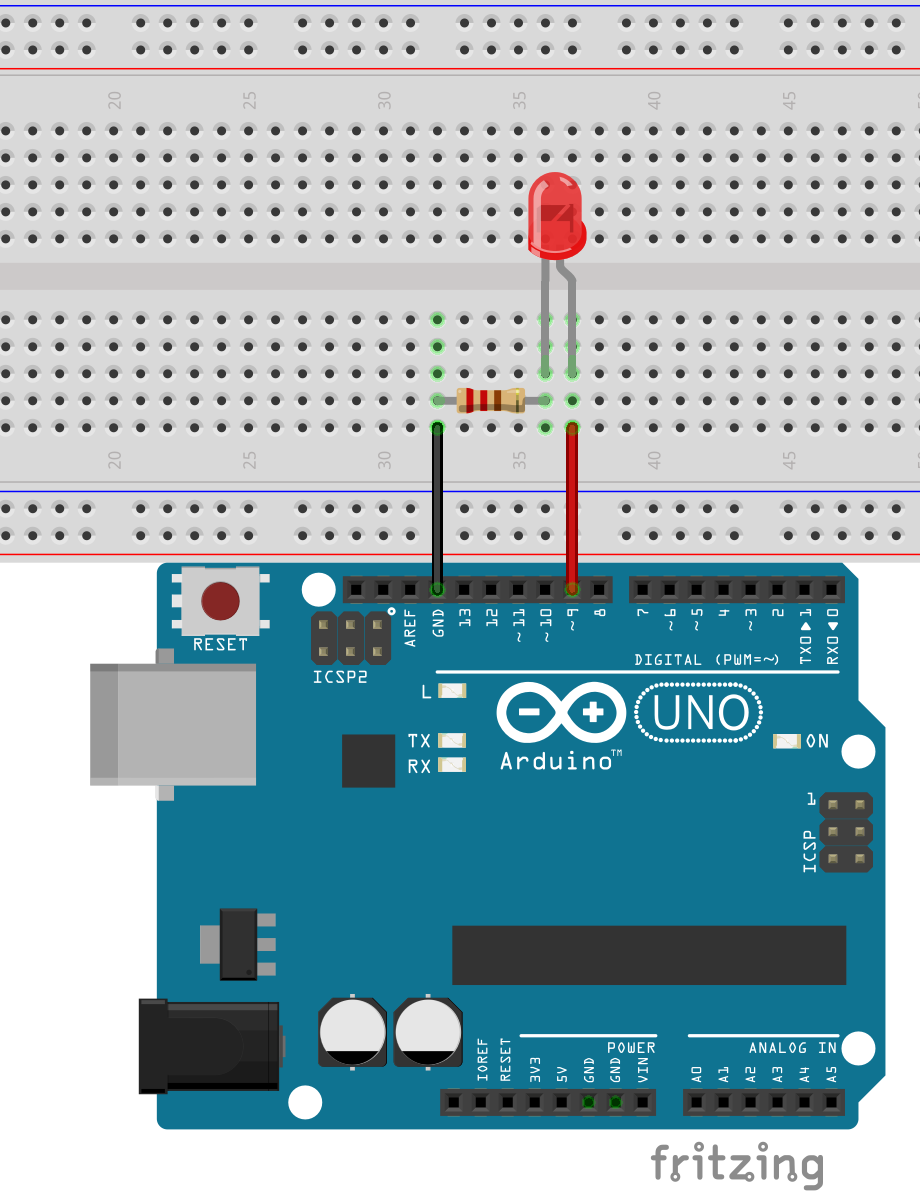 20 25 30 35 40 45
20 25 30 35 40 45
RESET
AREF
GND
13
12
~11
~10
~9
8
7
~6
~5
4
~3
2
TX0▶1
RX0◀0
ICSP2
DIGITAL (PWM=~)
L
TX
RX
UNO
Arduino™
ON
1
ICSP
IOREF
RESET
3V3
5V
GND
GND
VIN
POWER
A0
A1
A2
A3
A4
A5
ANALOG IN
fritzing